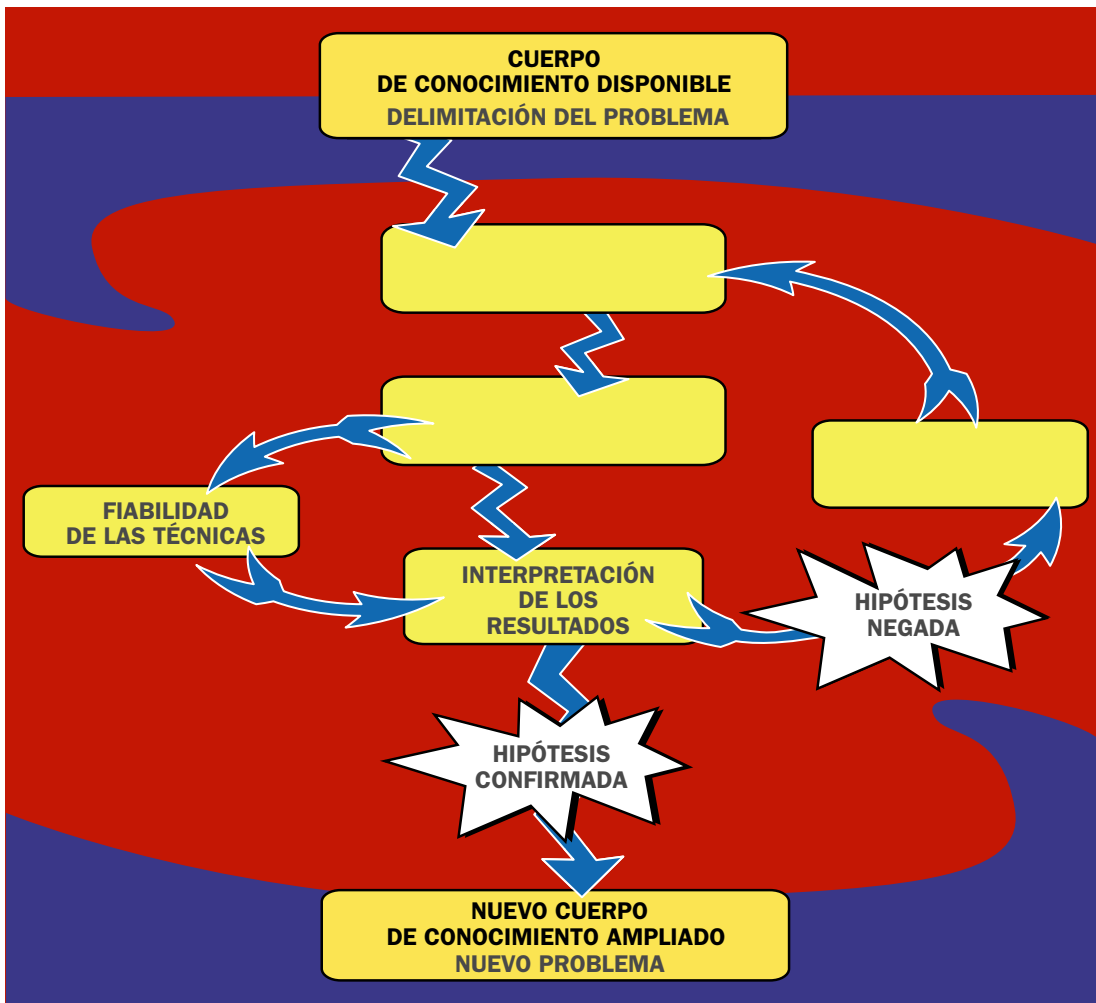 CUERPO
DE CONOCIMIENTO DISPONIBLE
DELIMITACIÓN DEL PROBLEMA
FIABILIDAD
DE LAS TÉCNICAS
INTERPRETACIÓN
DE LOS
RESULTADOS
HIPÓTESIS
NEGADA
HIPÓTESIS
CONFIRMADA
NUEVO CUERPO
DE CONOCIMIENTO AMPLIADO
NUEVO PROBLEMA